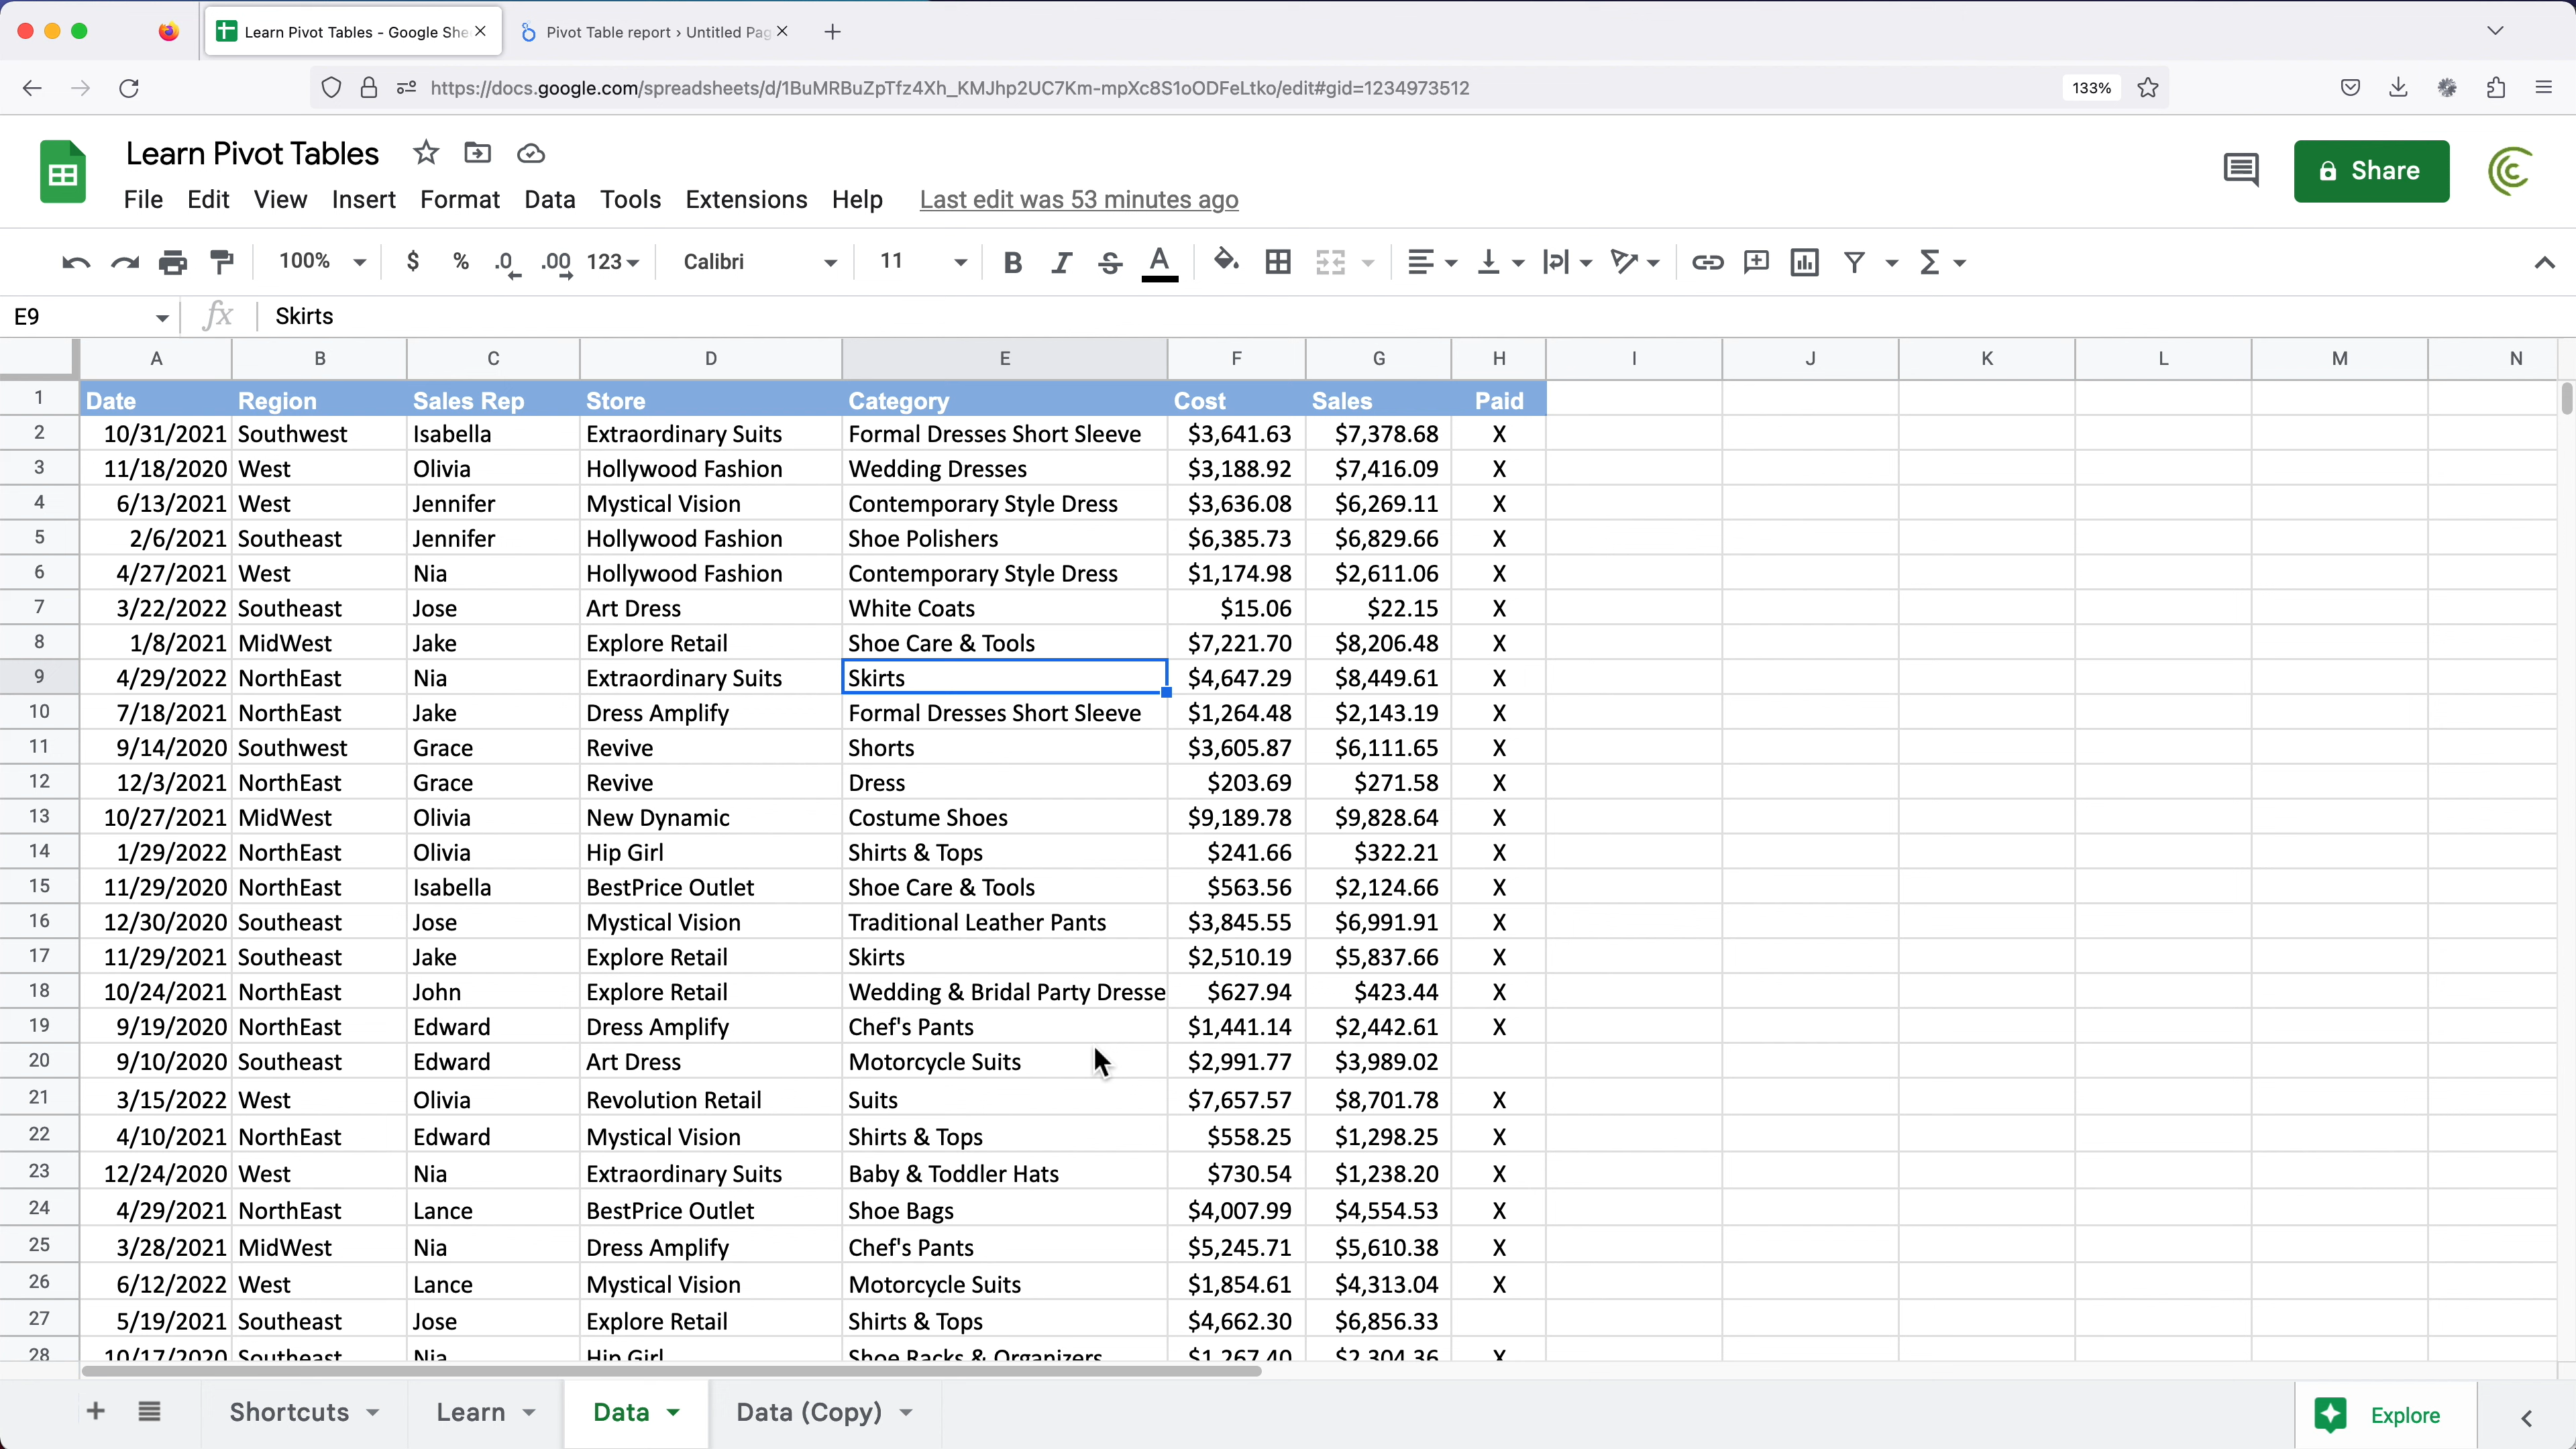 Learn Pivot Tables - Google She
Pivot Table report › Untitled Pag
https://docs.google.com/spreadsheets/d/1BuMRBuZpTfz4Xh_KMJhp2UC7Km-mpXc8S1oODFeLtko/edit#gid=1234973512
133%
Learn Pivot Tables
File Edit View Insert Format Data Tools Extensions Help Last edit was 53 minutes ago
Share
100% $ % .0 .00 123 Calibri 11 B I S A
E9 fx Skirts
A B C D E F G H I J K L M N
1 Date Region Sales Rep Store Category Cost Sales Paid
2 10/31/2021 Southwest Isabella Extraordinary Suits Formal Dresses Short Sleeve $3,641.63 $7,378.68 X
3 11/18/2020 West Olivia Hollywood Fashion Wedding Dresses $3,188.92 $7,416.09 X
4 6/13/2021 West Jennifer Mystical Vision Contemporary Style Dress $3,636.08 $6,269.11 X
5 2/6/2021 Southeast Jennifer Hollywood Fashion Shoe Polishers $6,385.73 $6,829.66 X
6 4/27/2021 West Nia Hollywood Fashion Contemporary Style Dress $1,174.98 $2,611.06 X
7 3/22/2022 Southeast Jose Art Dress White Coats $15.06 $22.15 X
8 1/8/2021 MidWest Jake Explore Retail Shoe Care & Tools $7,221.70 $8,206.48 X
9 4/29/2022 NorthEast Nia Extraordinary Suits Skirts $4,647.29 $8,449.61 X
10 7/18/2021 NorthEast Jake Dress Amplify Formal Dresses Short Sleeve $1,264.48 $2,143.19 X
11 9/14/2020 Southwest Grace Revive Shorts $3,605.87 $6,111.65 X
12 12/3/2021 NorthEast Grace Revive Dress $203.69 $271.58 X
13 10/27/2021 MidWest Olivia New Dynamic Costume Shoes $9,189.78 $9,828.64 X
14 1/29/2022 NorthEast Olivia Hip Girl Shirts & Tops $241.66 $322.21 X
15 11/29/2020 NorthEast Isabella BestPrice Outlet Shoe Care & Tools $563.56 $2,124.66 X
16 12/30/2020 Southeast Jose Mystical Vision Traditional Leather Pants $3,845.55 $6,991.91 X
17 11/29/2021 Southeast Jake Explore Retail Skirts $2,510.19 $5,837.66 X
18 10/24/2021 NorthEast John Explore Retail Wedding & Bridal Party Dresse $627.94 $423.44 X
19 9/19/2020 NorthEast Edward Dress Amplify Chef's Pants $1,441.14 $2,442.61 X
20 9/10/2020 Southeast Edward Art Dress Motorcycle Suits $2,991.77 $3,989.02
21 3/15/2022 West Olivia Revolution Retail Suits $7,657.57 $8,701.78 X
22 4/10/2021 NorthEast Edward Mystical Vision Shirts & Tops $558.25 $1,298.25 X
23 12/24/2020 West Nia Extraordinary Suits Baby & Toddler Hats $730.54 $1,238.20 X
24 4/29/2021 NorthEast Lance BestPrice Outlet Shoe Bags $4,007.99 $4,554.53 X
25 3/28/2021 MidWest Nia Dress Amplify Chef's Pants $5,245.71 $5,610.38 X
26 6/12/2022 West Lance Mystical Vision Motorcycle Suits $1,854.61 $4,313.04 X
27 5/19/2021 Southeast Jose Explore Retail Shirts & Tops $4,662.30 $6,856.33
28 10/17/2020 Southeast Nia Hip Girl Shoe Racks & Organizers $1,267.40 $2,304.36 X
Shortcuts Learn Data Data (Copy) Explore